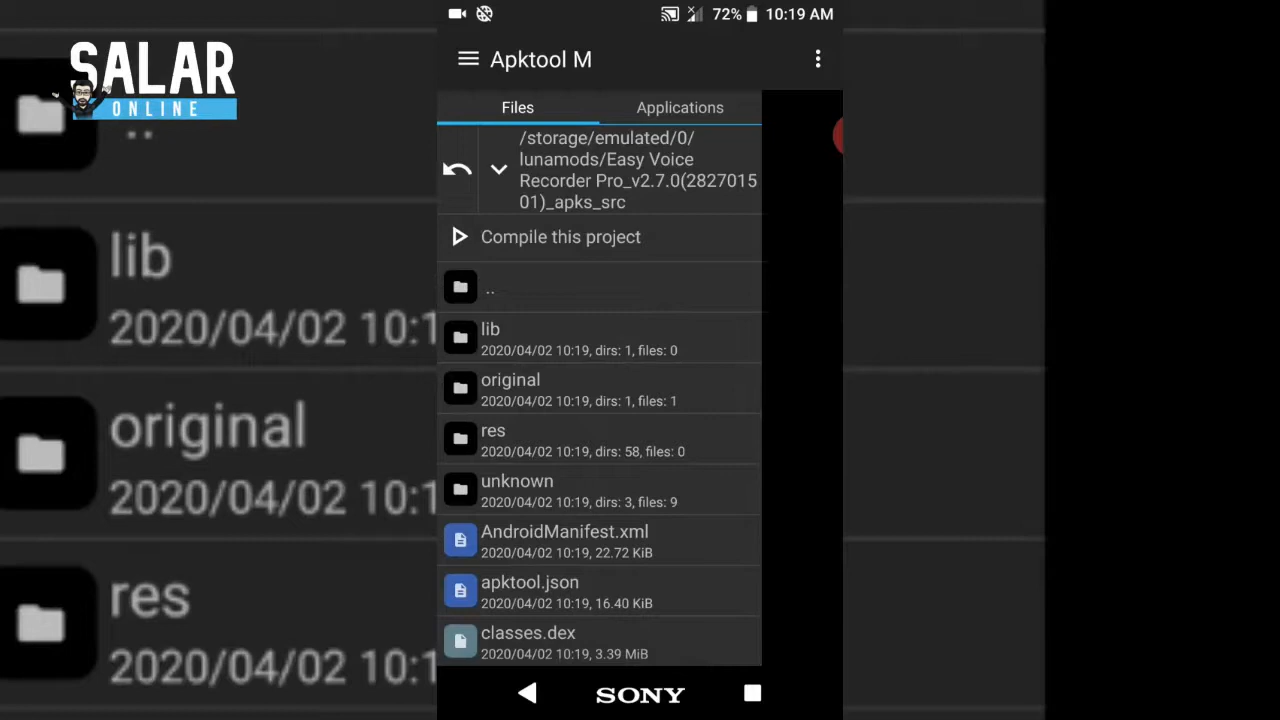 SALAR
ONLINE
72% 10:19 AM
Apktool M
Files Applications
/storage/emulated/0/
lunamods/Easy Voice
Recorder Pro_v2.7.0(2827015
01)_apks_src
Compile this project
..
lib
2020/04/02 10:19, dirs: 1, files: 0
original
2020/04/02 10:19, dirs: 1, files: 1
res
2020/04/02 10:19, dirs: 58, files: 0
unknown
2020/04/02 10:19, dirs: 3, files: 9
AndroidManifest.xml
2020/04/02 10:19, 22.72 KiB
apktool.json
2020/04/02 10:19, 16.40 KiB
classes.dex
2020/04/02 10:19, 3.39 MiB
SONY
..
lib
2020/04/02 10:1
original
2020/04/02 10:1
res
2020/04/02 10:1